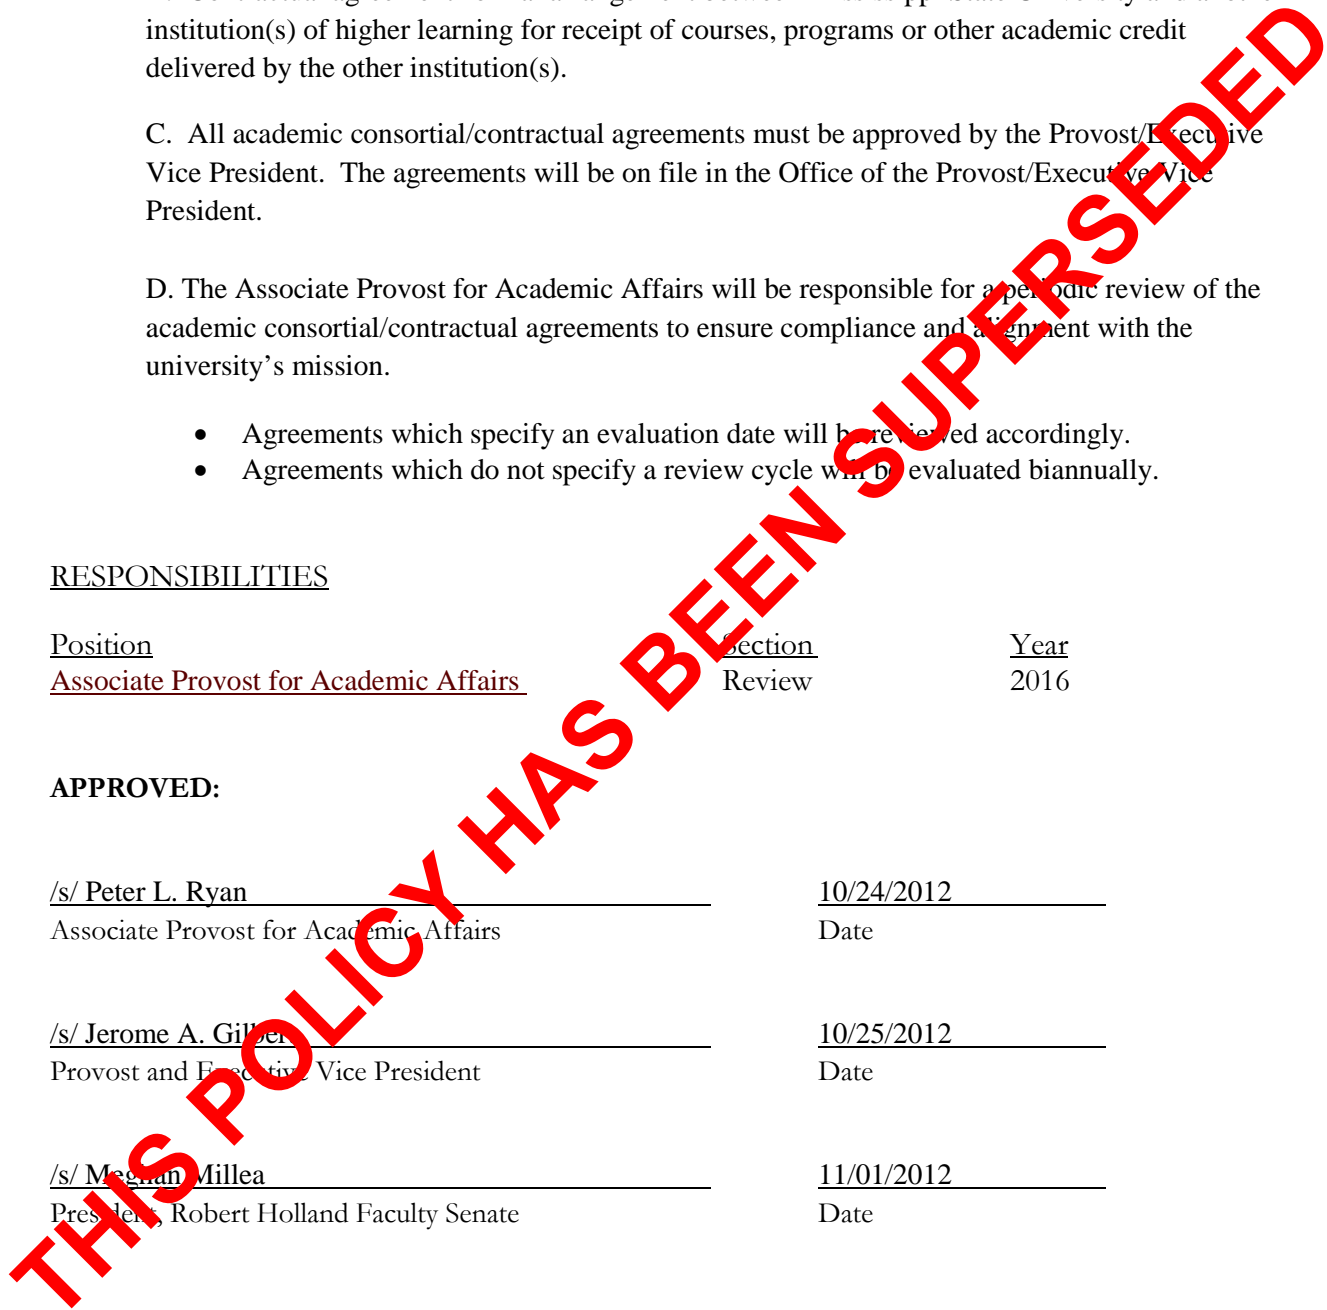 institution(s) of higher learning for receipt of courses, programs or other academic credit
delivered by the other institution(s).
C. All academic consortial/contractual agreements must be approved by the Provost/Executive
Vice President. The agreements will be on file in the Office of the Provost/Executive Vice
President.
D. The Associate Provost for Academic Affairs will be responsible for a periodic review of the
academic consortial/contractual agreements to ensure compliance and alignment with the
university’s mission.
• Agreements which specify an evaluation date will be reviewed accordingly.
• Agreements which do not specify a review cycle will be evaluated biannually.
RESPONSIBILITIES
Position Section Year
Associate Provost for Academic Affairs Review 2016
APPROVED:
/s/ Peter L. Ryan 10/24/2012
Associate Provost for Academic Affairs Date
/s/ Jerome A. Gilbert 10/25/2012
Provost and Executive Vice President Date
/s/ Meghan Millea 11/01/2012
President, Robert Holland Faculty Senate Date
THIS POLICY HAS BEEN SUPERSEDED